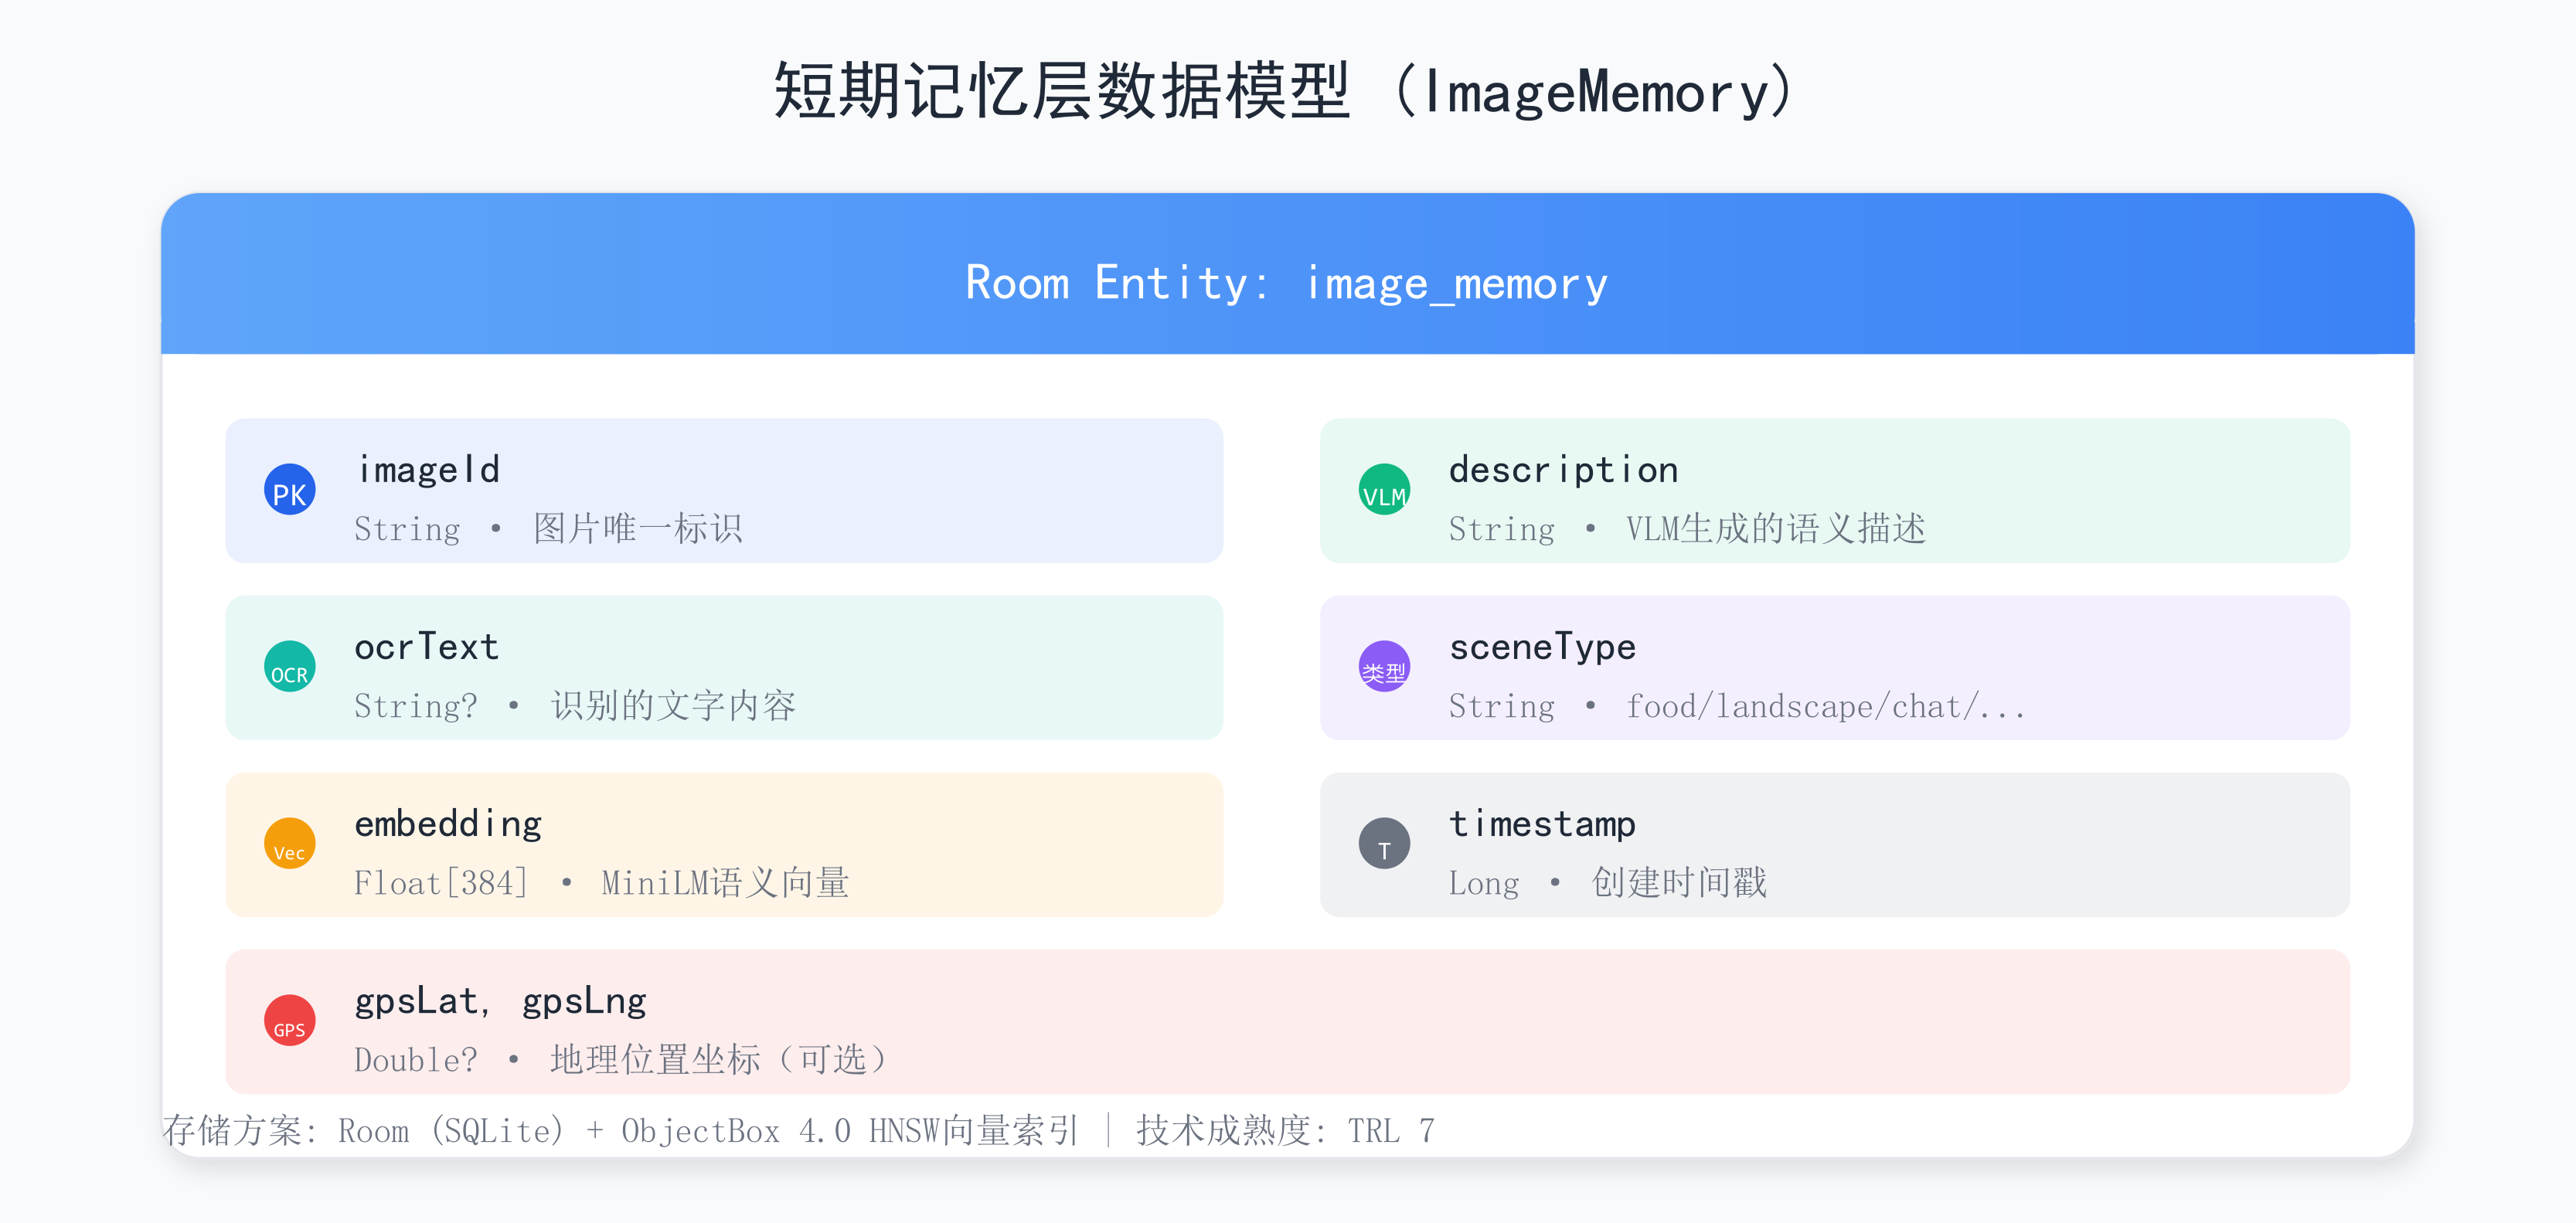 短期记忆层数据模型 (ImageMemory)
Room Entity: image_memory
PK
imageId
String • 图片唯一标识
VLM
description
String • VLM生成的语义描述
OCR
ocrText
String? • 识别的文字内容
类型
sceneType
String • food/landscape/chat/...
Vec
embedding
Float[384] • MiniLM语义向量
T
timestamp
Long • 创建时间戳
GPS
gpsLat, gpsLng
Double? • 地理位置坐标（可选）
存储方案: Room (SQLite) + ObjectBox 4.0 HNSW向量索引 | 技术成熟度: TRL 7